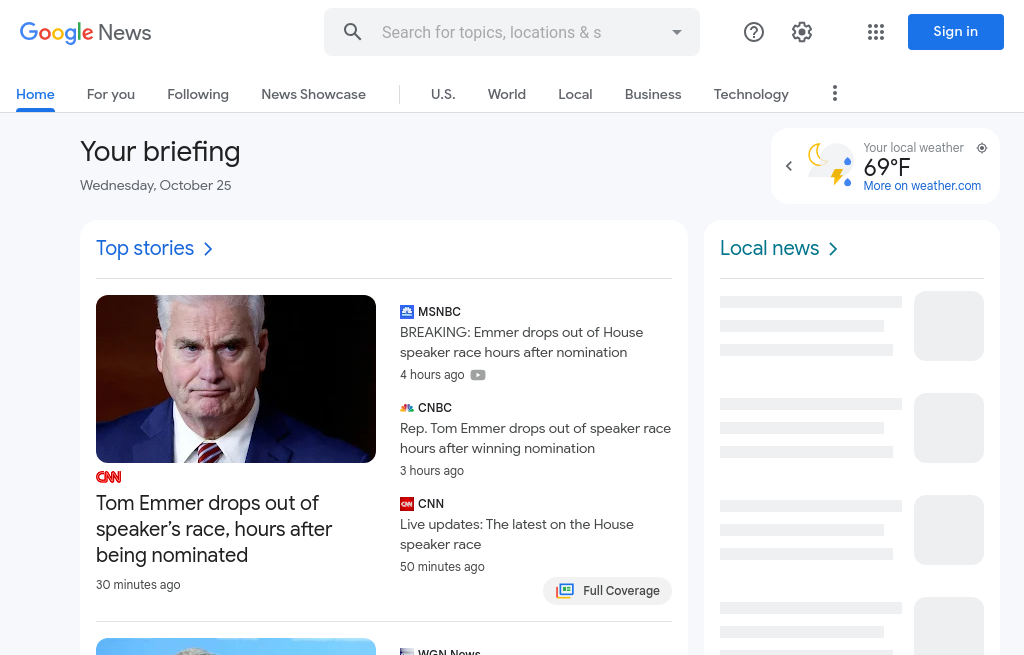 Google News
Search for topics, locations & s
Sign in
Home
For you
Following
News Showcase
U.S.
World
Local
Business
Technology
Your briefing
Wednesday, October 25
Your local weather
69°F
More on weather.com
Top stories
CNN
Tom Emmer drops out of
speaker's race, hours after
being nominated
30 minutes ago
MSNBC
BREAKING: Emmer drops out of House
speaker race hours after nomination
4 hours ago
CNBC
Rep. Tom Emmer drops out of speaker race
hours after winning nomination
3 hours ago
CNN
CNN
Live updates: The latest on the House
speaker race
50 minutes ago
Full Coverage
WGN News
Local news